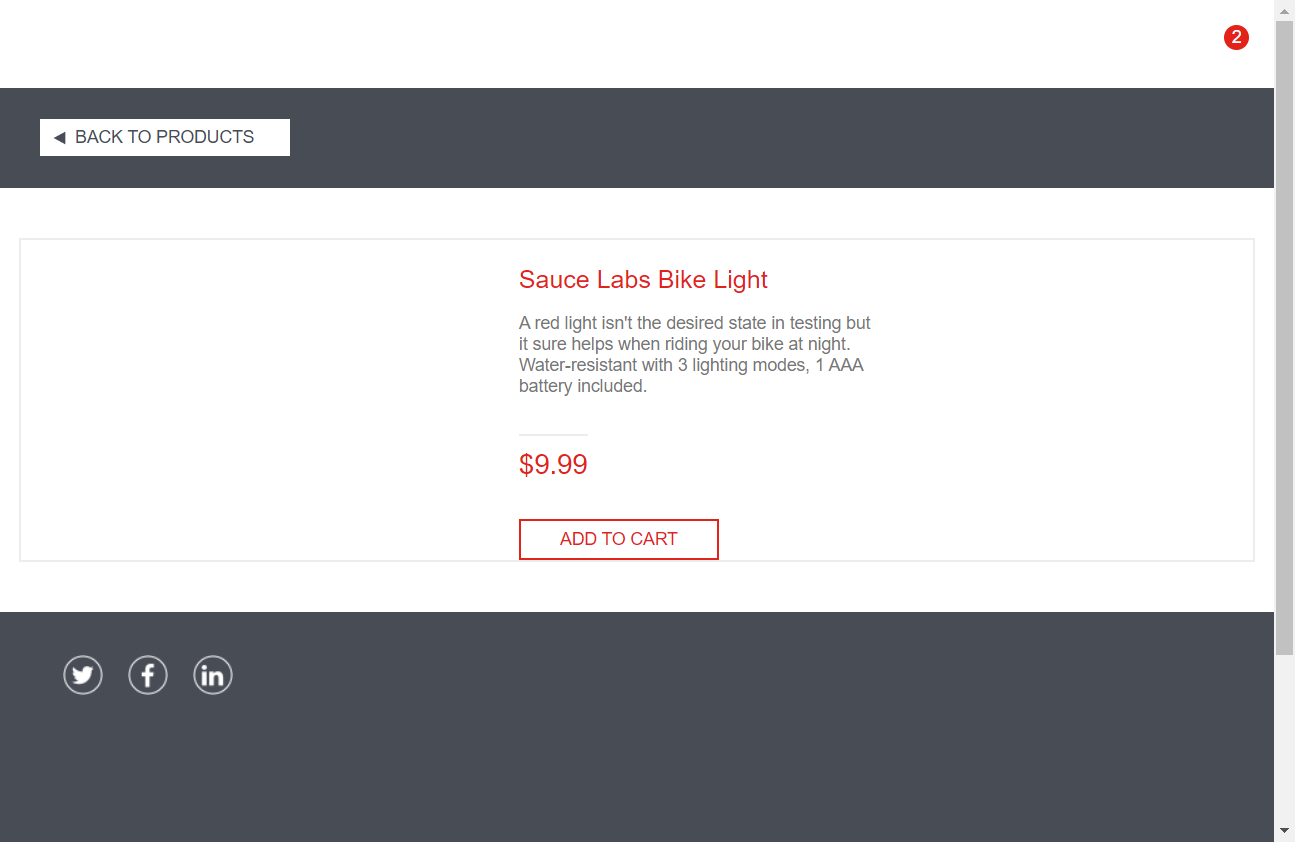 2
◀ BACK TO PRODUCTS
Sauce Labs Bike Light
A red light isn't the desired state in testing but
it sure helps when riding your bike at night.
Water-resistant with 3 lighting modes, 1 AAA
battery included.
$9.99
ADD TO CART